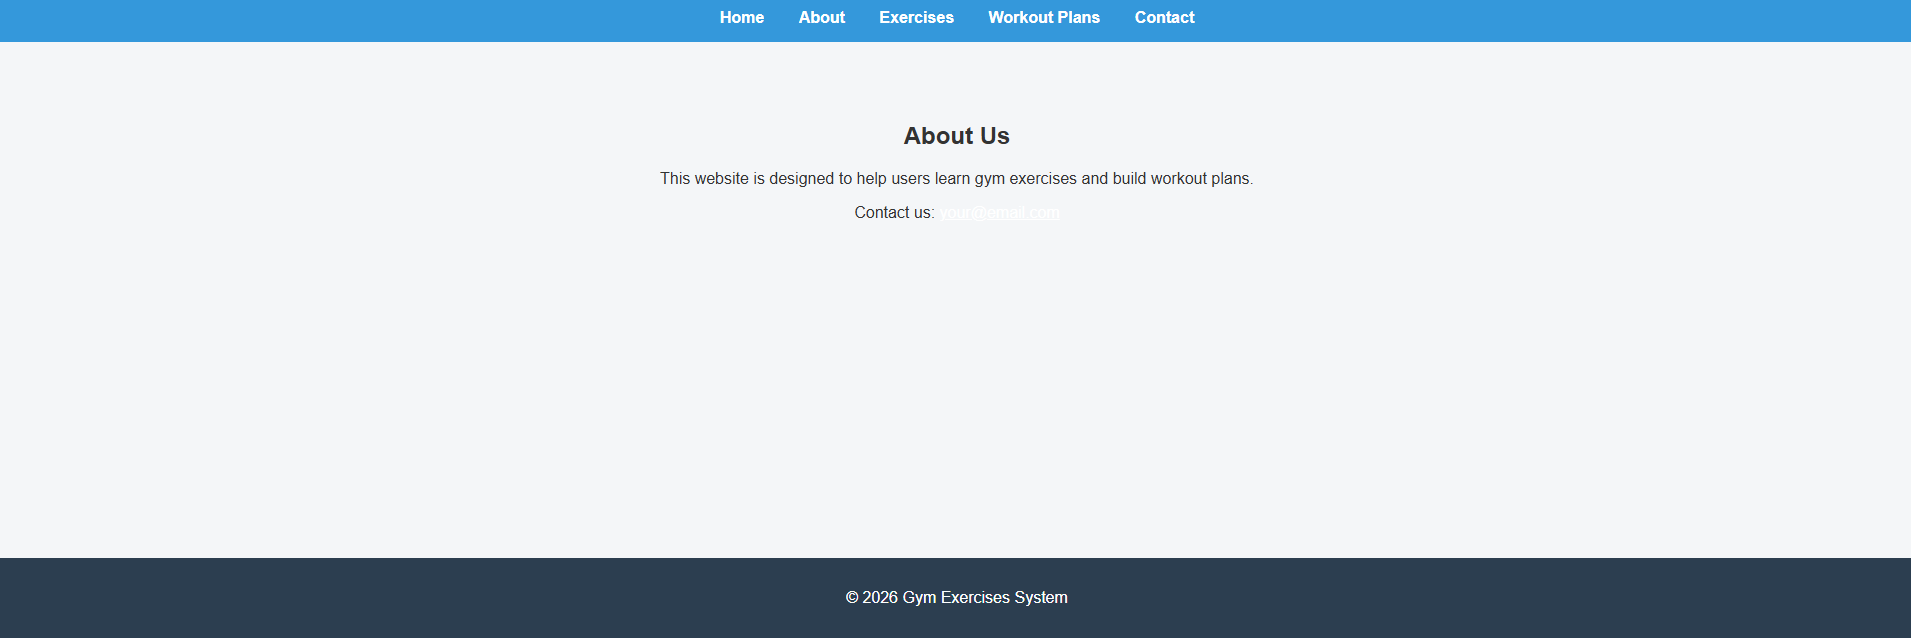 Home About Exercises Workout Plans Contact
About Us
This website is designed to help users learn gym exercises and build workout plans.
Contact us: your@email.com
© 2026 Gym Exercises System